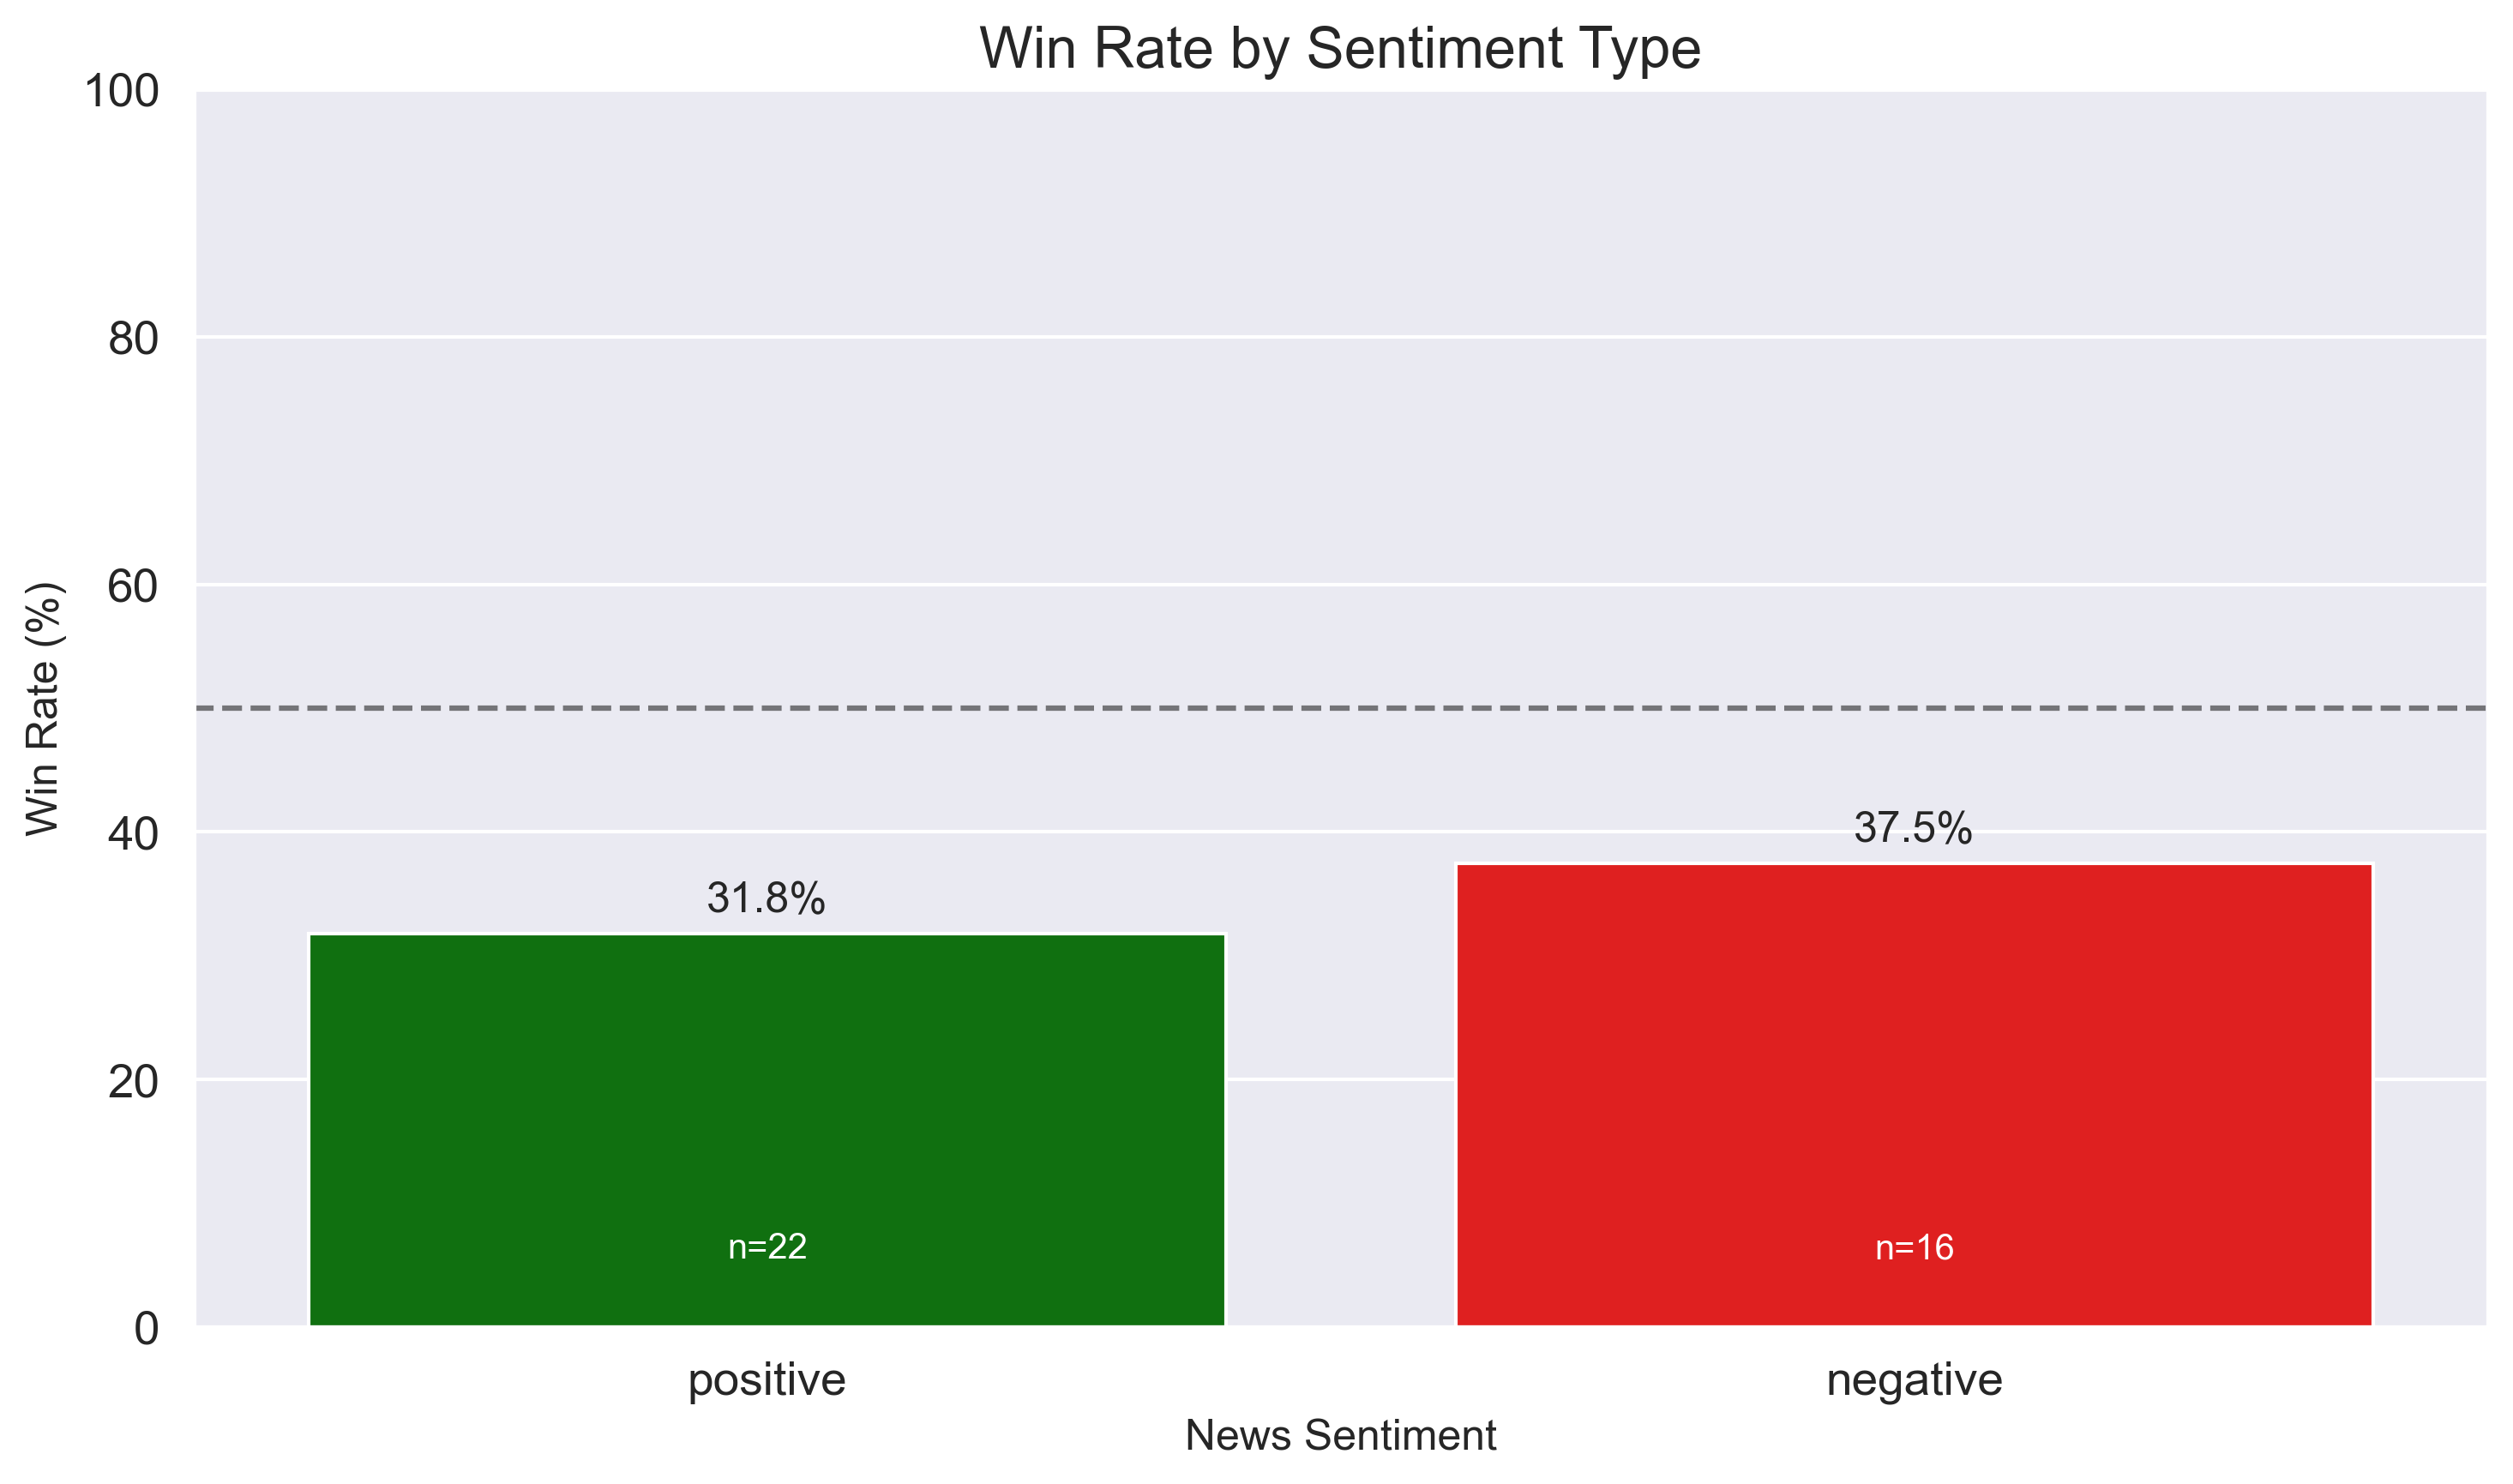 Win Rate by Sentiment Type
Win Rate (%)
100
80
60
40
20
0
31.8%
37.5%
n=22
n=16
positive
negative
News Sentiment